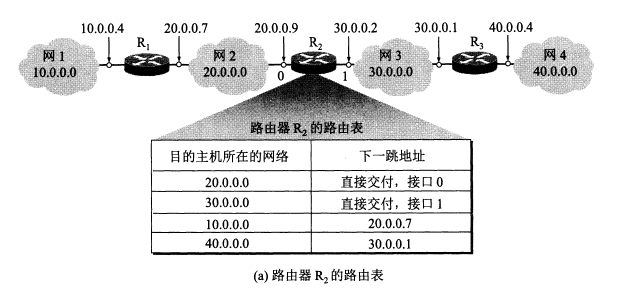 10.0.0.4 20.0.0.7 20.0.0.9 30.0.0.2 30.0.0.1 40.0.0.4
网 1 R₁ 网 2 R₂ 网 3 R₃ 网 4
10.0.0.0 20.0.0.0 0 1 30.0.0.0 40.0.0.0
路由器 R₂ 的路由表
目的主机所在的网络 下一跳地址
20.0.0.0 直接交付，接口 0
30.0.0.0 直接交付，接口 1
10.0.0.0 20.0.0.7
40.0.0.0 30.0.0.1
(a) 路由器 R₂ 的路由表